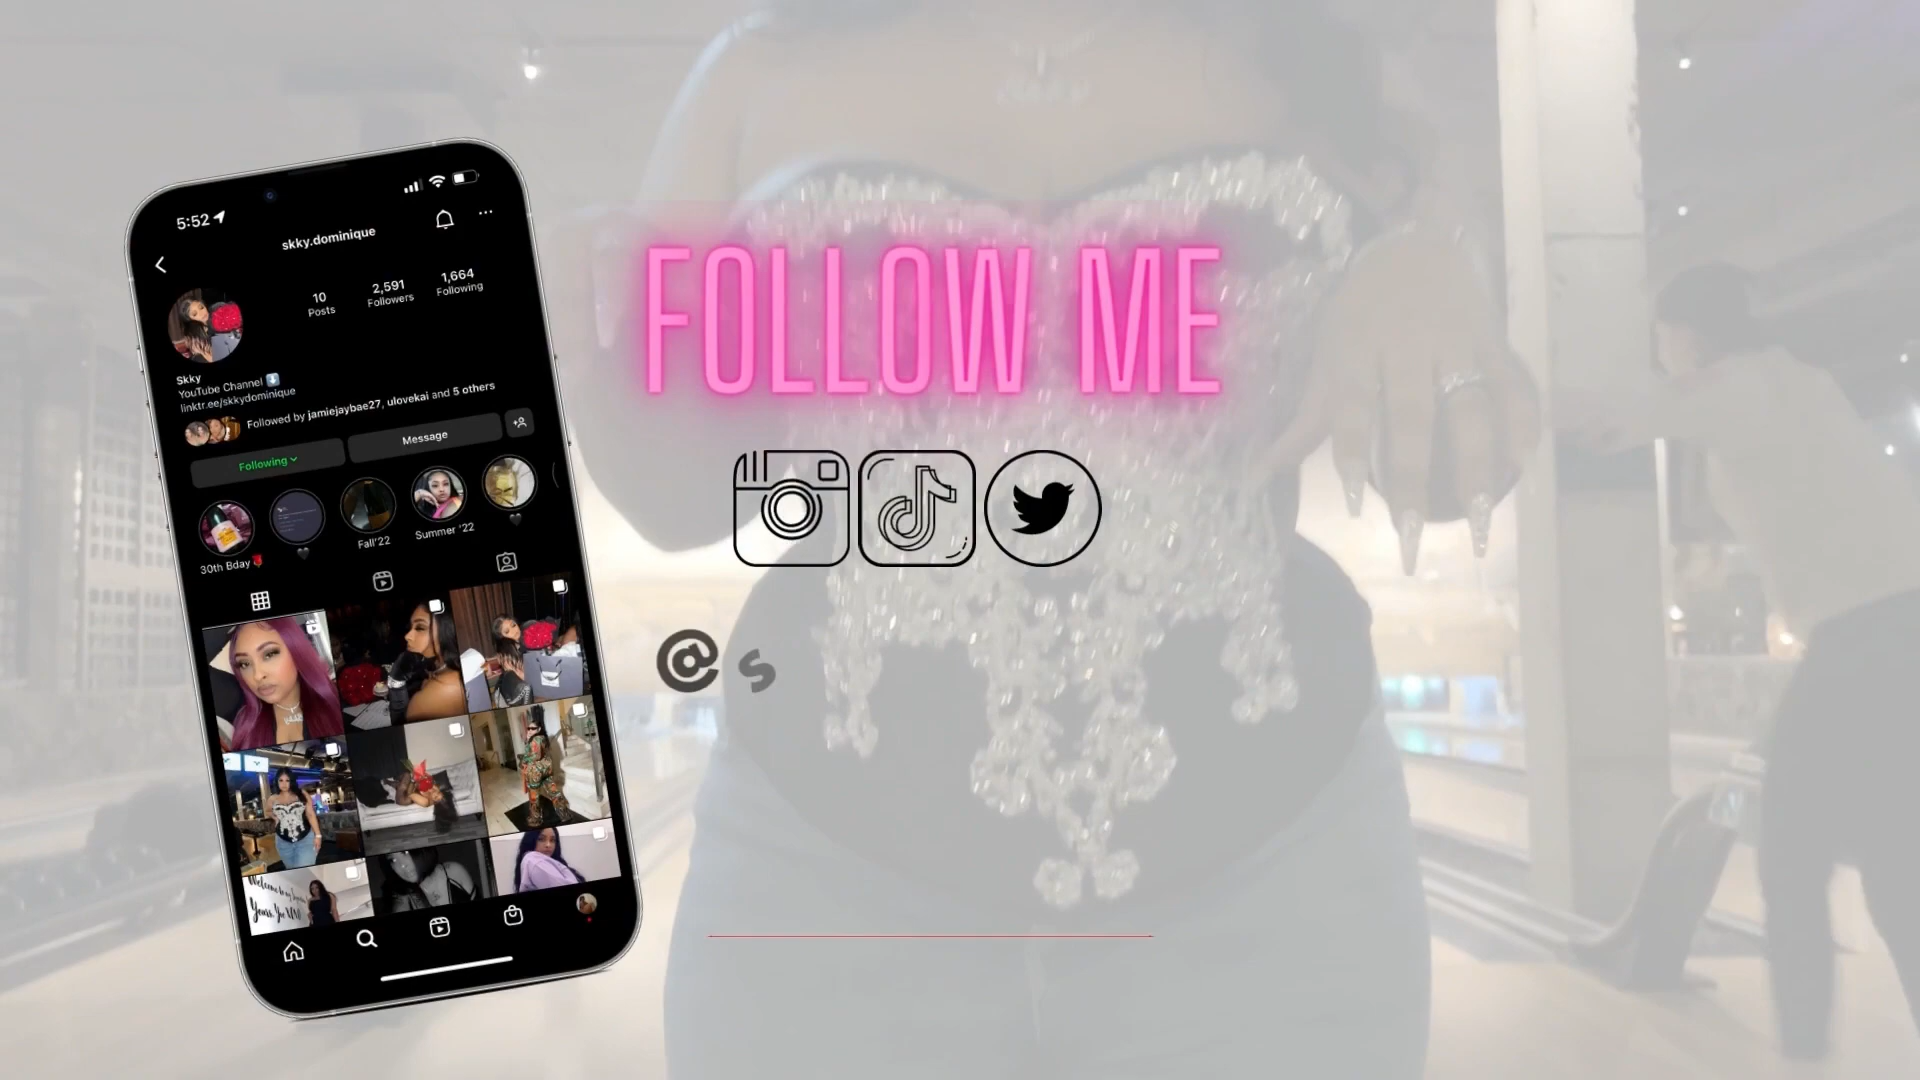 5:52
skky.dominique
10
Posts
2,591
Followers
1,664
Following
Skky
YouTube Channel ⬇️
linktr.ee/skkydominique
Followed by jamiejaybae27, ulovekai and 5 others
Following
Message
30th Bday🌹
🖤
Fall'22
Summer '22
🖤
FOLLOW ME
@ s